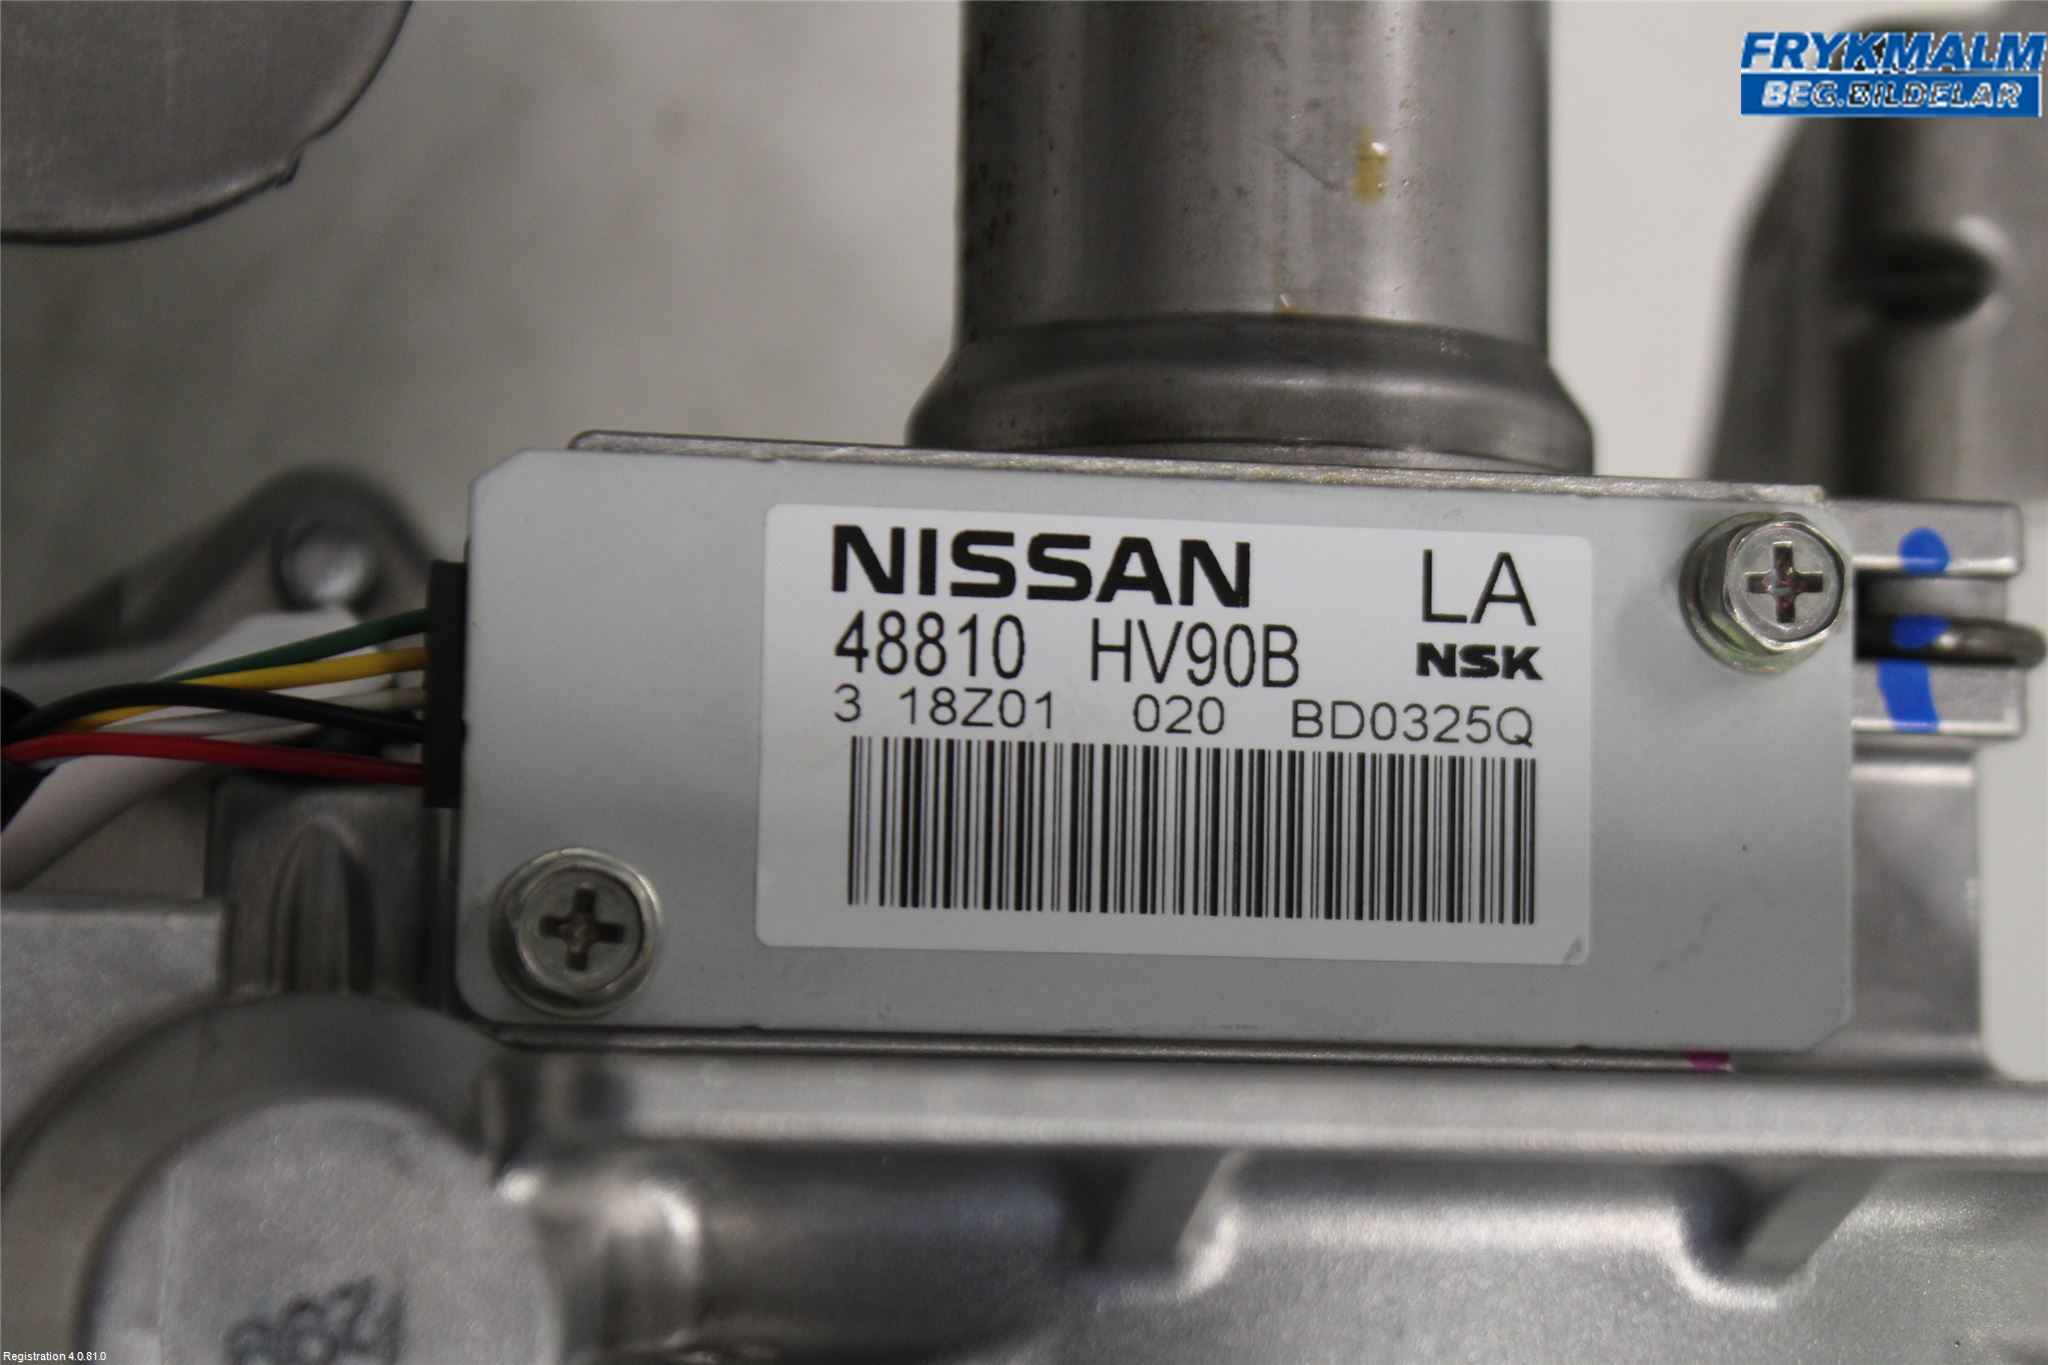 FRYKMALM
BEG.BILDELAR
NISSAN LA
48810 HV90B NSK
3 18Z01 020 BD0325Q
Registration 4.0.81.0